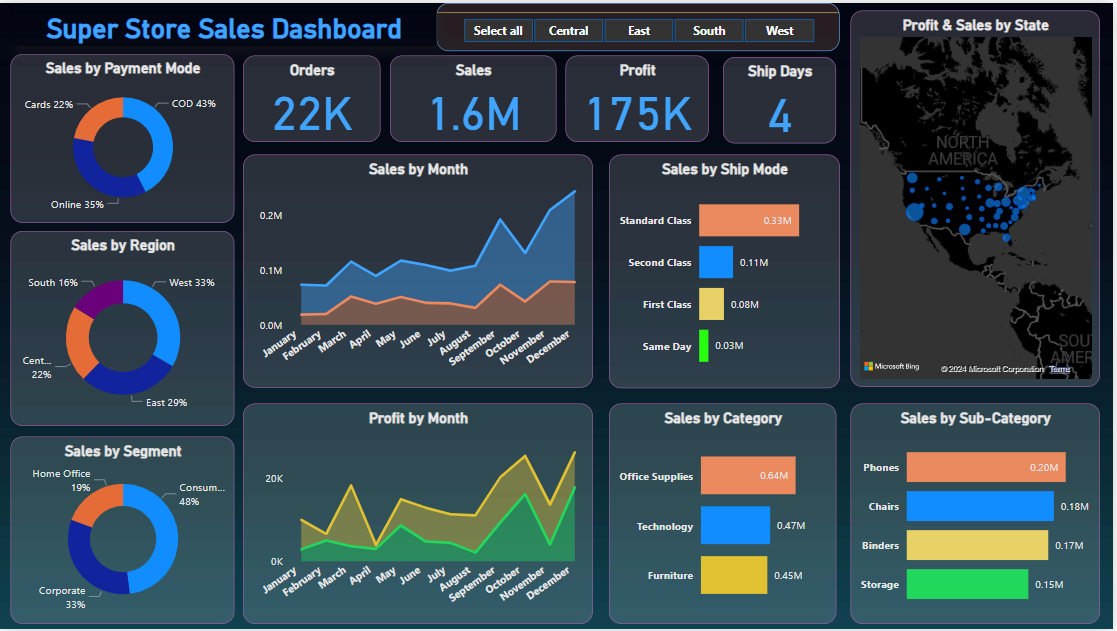 Super Store Sales Dashboard
Select all
Central
East
South
West
Sales by Payment Mode
Cards 22%
COD 43%
Online 35%
Orders
22K
Sales
1.6M
Profit
175K
Ship Days
4
Profit & Sales by State
NORTH
AMERICA
SOU
AMER
Microsoft Bing
© 2024 Microsoft Corporation
Terms
Sales by Region
South 16%
West 33%
Cent...
22%
East 29%
Sales by Month
0.2M
0.1M
0.0M
January
February
March
April
May
June
July
August
September
October
November
December
Sales by Ship Mode
Standard Class
0.33M
Second Class
0.11M
First Class
0.08M
Same Day
0.03M
Sales by Segment
Home Office
19%
Consum...
48%
Corporate
33%
Profit by Month
20K
0K
January
February
March
April
May
June
July
August
September
October
November
December
Sales by Category
Office Supplies
0.64M
Technology
0.47M
Furniture
0.45M
Sales by Sub-Category
Phones
0.20M
Chairs
0.18M
Binders
0.17M
Storage
0.15M